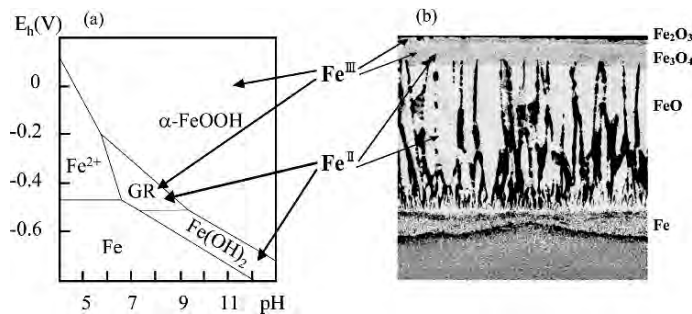 E_h(V)
(a)
(b)
0
-0.2
-0.4
-0.6
5
7
9
11
pH
α-FeOOH
Fe²⁺
GR
Fe(OH)₂
Fe
Feᴵᴵᴵ
Feᴵᴵ
Fe₂O₃
Fe₃O₄
FeO
Fe